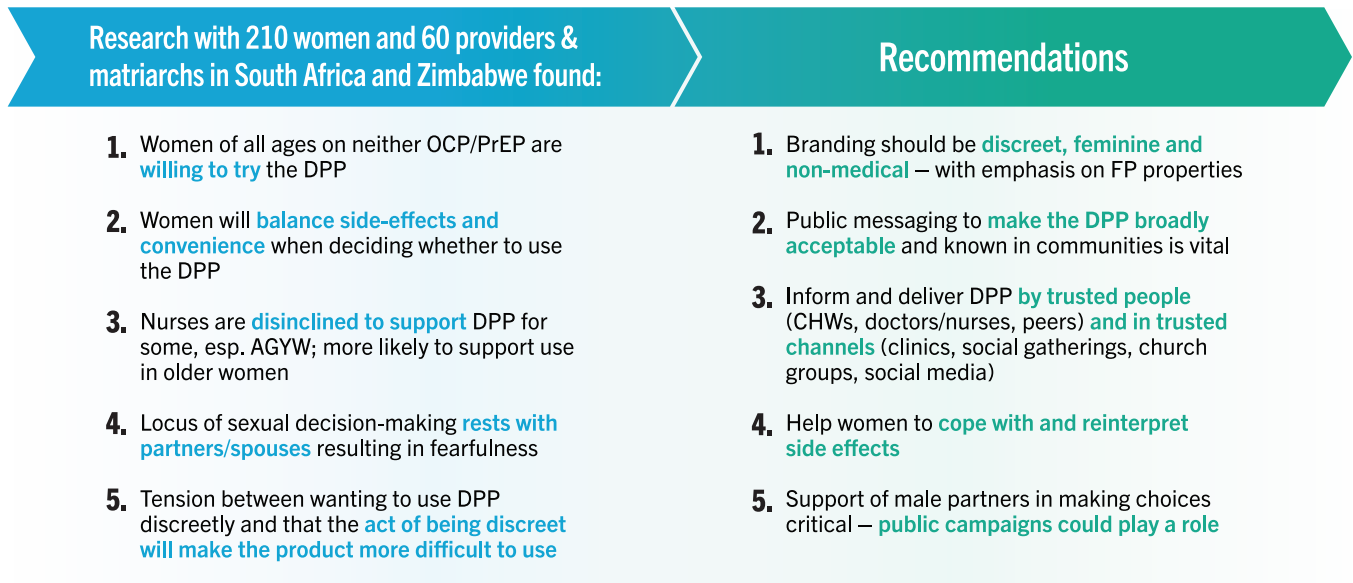 Research with 210 women and 60 providers &
matriarchs in South Africa and Zimbabwe found:
1. Women of all ages on neither OCP/PrEP are
willing to try the DPP
2. Women will balance side-effects and
convenience when deciding whether to use
the DPP
3. Nurses are disinclined to support DPP for
some, esp. AGYW; more likely to support use
in older women
4. Locus of sexual decision-making rests with
partners/spouses resulting in fearfulness
5. Tension between wanting to use DPP
discreetly and that the act of being discreet
will make the product more difficult to use
Recommendations
1. Branding should be discreet, feminine and
non-medical – with emphasis on FP properties
2. Public messaging to make the DPP broadly
acceptable and known in communities is vital
3. Inform and deliver DPP by trusted people
(CHWs, doctors/nurses, peers) and in trusted
channels (clinics, social gatherings, church
groups, social media)
4. Help women to cope with and reinterpret
side effects
5. Support of male partners in making choices
critical – public campaigns could play a role